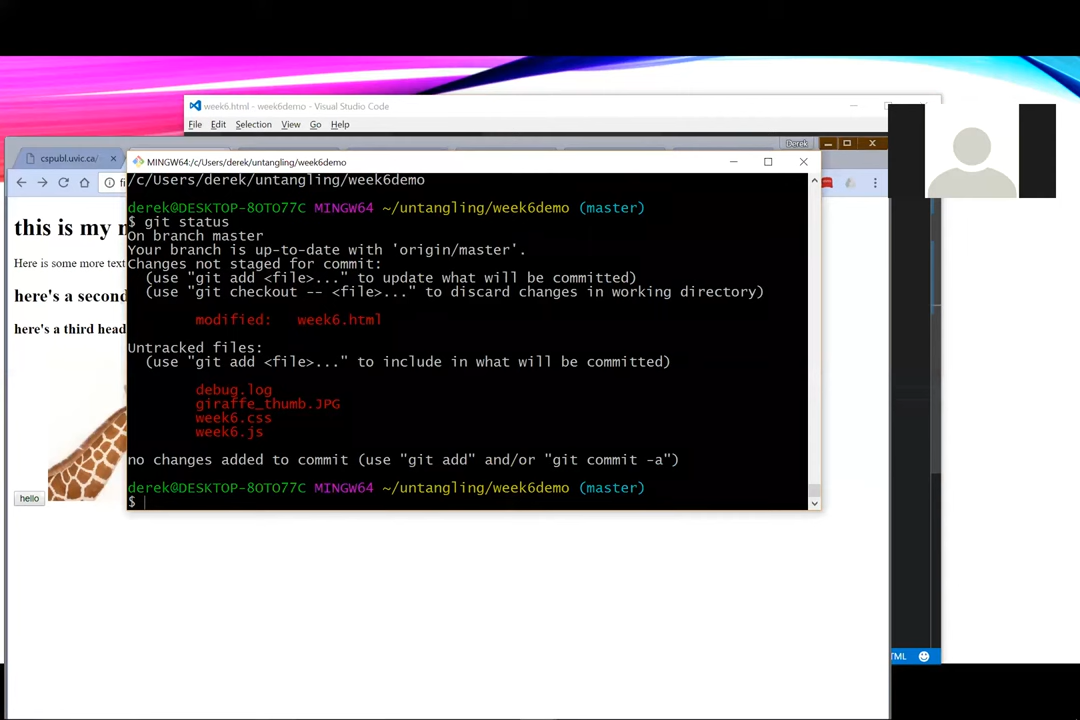 week6.html - week6demo - Visual Studio Code
File Edit Selection View Go Help
Derek
cspubl.uvic.ca/
MINGW64:/c/Users/derek/untangling/week6demo
fi
/c/Users/derek/untangling/week6demo
derek@DESKTOP-8OTO77C MINGW64 ~/untangling/week6demo (master)
$ git status
On branch master
Your branch is up-to-date with 'origin/master'.
Changes not staged for commit:
(use "git add <file>..." to update what will be committed)
(use "git checkout -- <file>..." to discard changes in working directory)
modified: week6.html
Untracked files:
(use "git add <file>..." to include in what will be committed)
debug.log
giraffe_thumb.JPG
week6.css
week6.js
no changes added to commit (use "git add" and/or "git commit -a")
derek@DESKTOP-8OTO77C MINGW64 ~/untangling/week6demo (master)
$
this is my
Here is some more text
here's a second
here's a third head
hello
TML